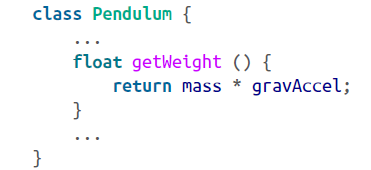 class Pendulum {
    ...
    float getWeight () {
        return mass * gravAccel;
    }
    ...
}